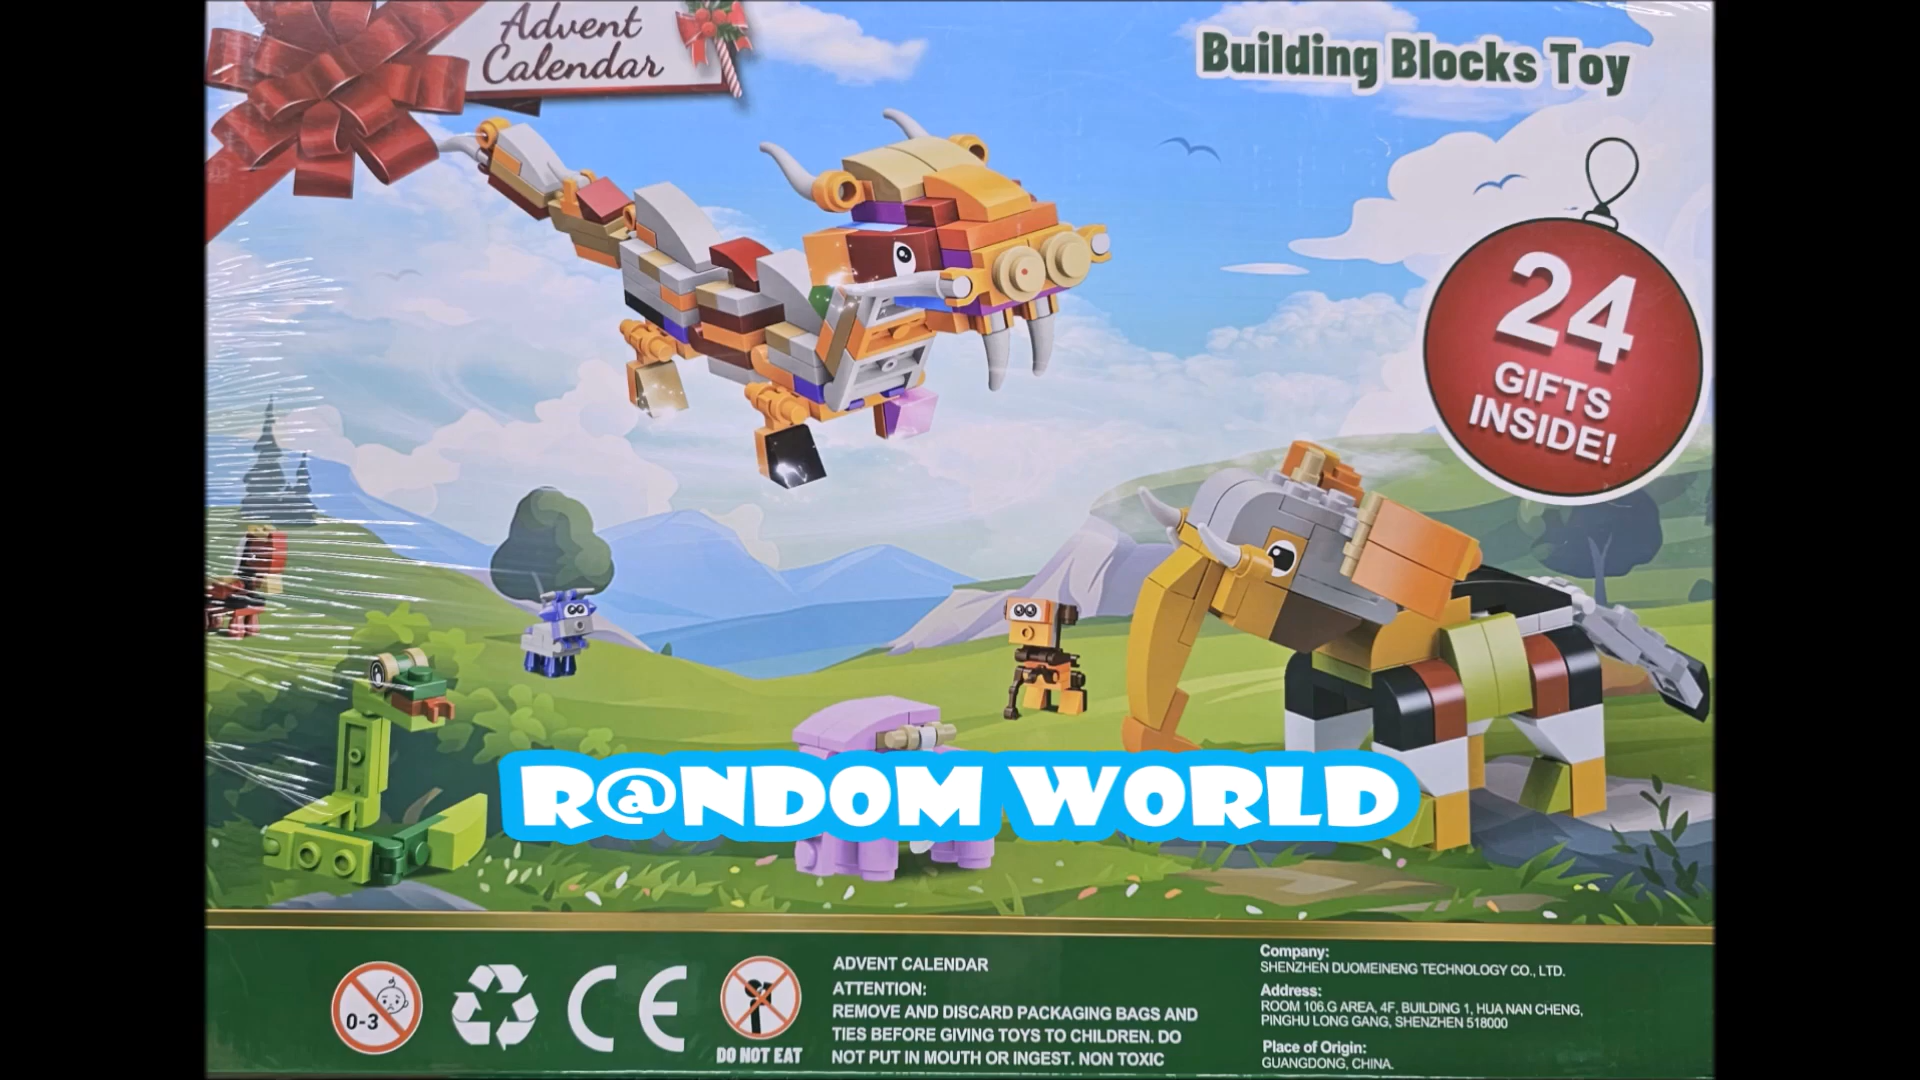 Advent
Calendar
Building Blocks Toy
24
GIFTS
INSIDE!
R@NDOM WORLD
0-3
CE
DO NOT EAT
ADVENT CALENDAR
ATTENTION:
REMOVE AND DISCARD PACKAGING BAGS AND
TIES BEFORE GIVING TOYS TO CHILDREN. DO
NOT PUT IN MOUTH OR INGEST. NON TOXIC
Company:
SHENZHEN DUOMEINENG TECHNOLOGY CO., LTD.
Address:
ROOM 106.G AREA, 4F, BUILDING 1, HUA NAN CHENG,
PINGHU LONG GANG, SHENZHEN 518000
Place of Origin:
GUANGDONG, CHINA.